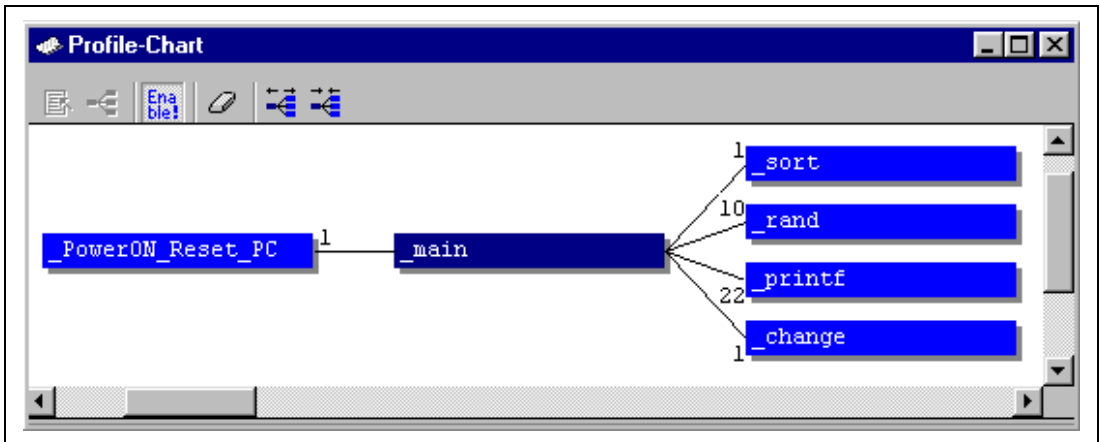 Profile-Chart
Ena
ble!
1
_sort
10
_rand
_PowerON_Reset_PC
1
_main
_printf
22
_change
1